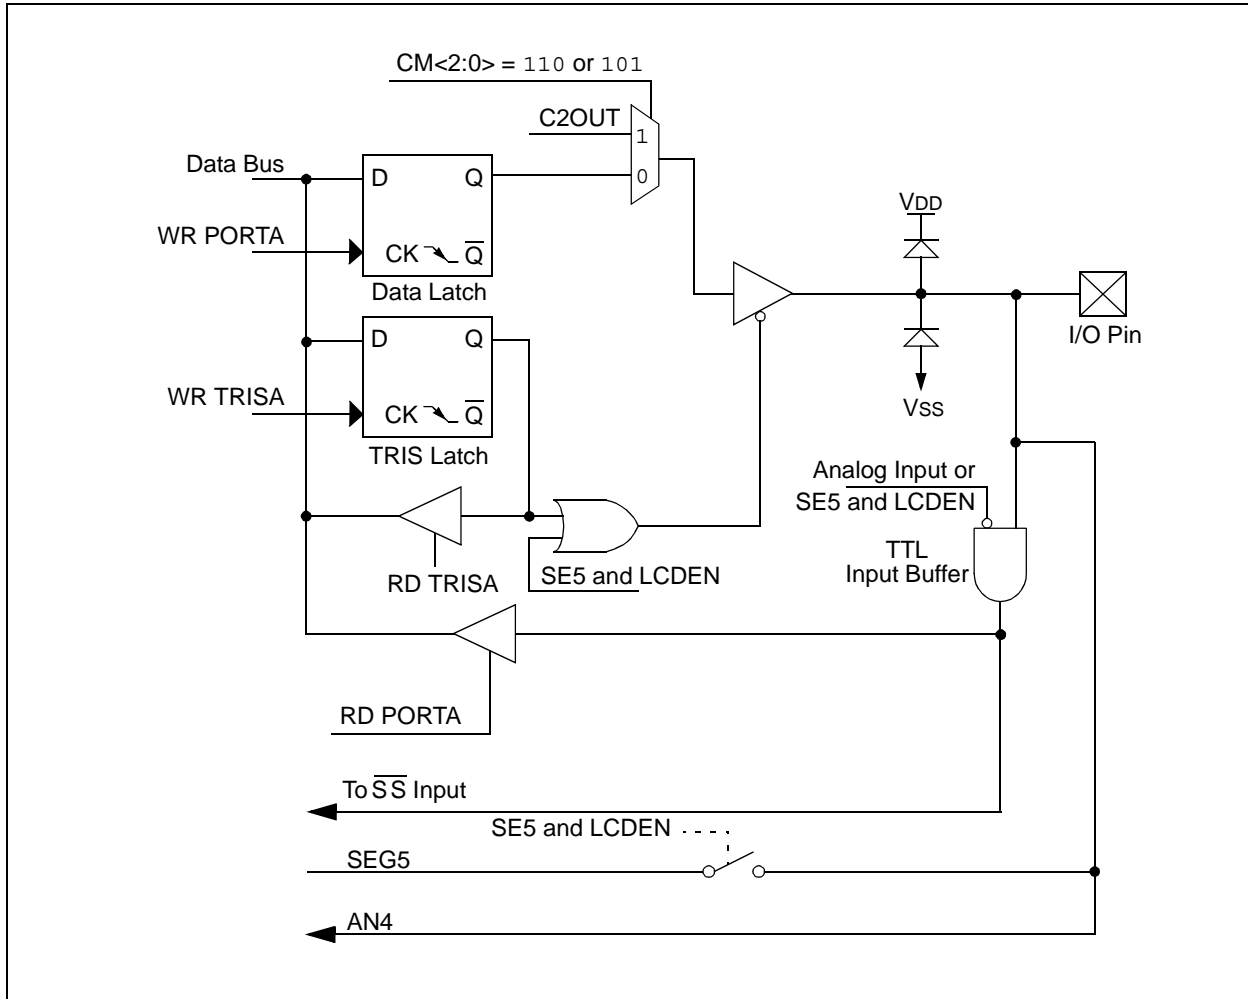 CM<2:0> = 110 or 101
C2OUT
1
0
Data Bus
D
Q
WR PORTA
CK
Q̅
Data Latch
VDD
I/O Pin
VSS
D
Q
WR TRISA
CK
Q̅
TRIS Latch
Analog Input or
SE5 and LCDEN
TTL
Input Buffer
RD TRISA
SE5 and LCDEN
RD PORTA
To S̅S̅ Input
SE5 and LCDEN
SEG5
AN4